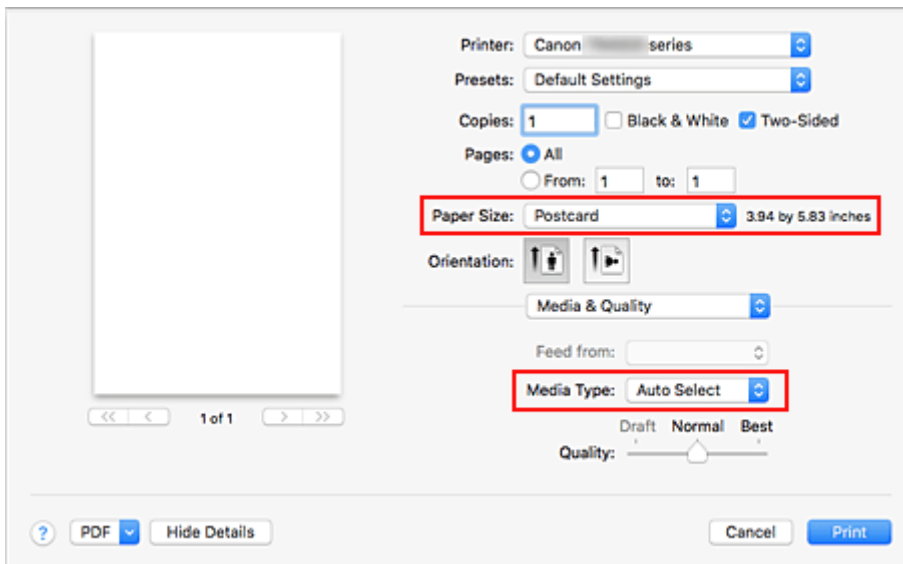 Printer: Canon series
Presets: Default Settings
Copies: 1 Black & White Two-Sided
Pages: All
From: 1 to: 1
Paper Size: Postcard 3.94 by 5.83 inches
Orientation:
Media & Quality
Feed from:
Media Type: Auto Select
Draft Normal Best
Quality:
<< < 1 of 1 > >>
? PDF Hide Details Cancel Print